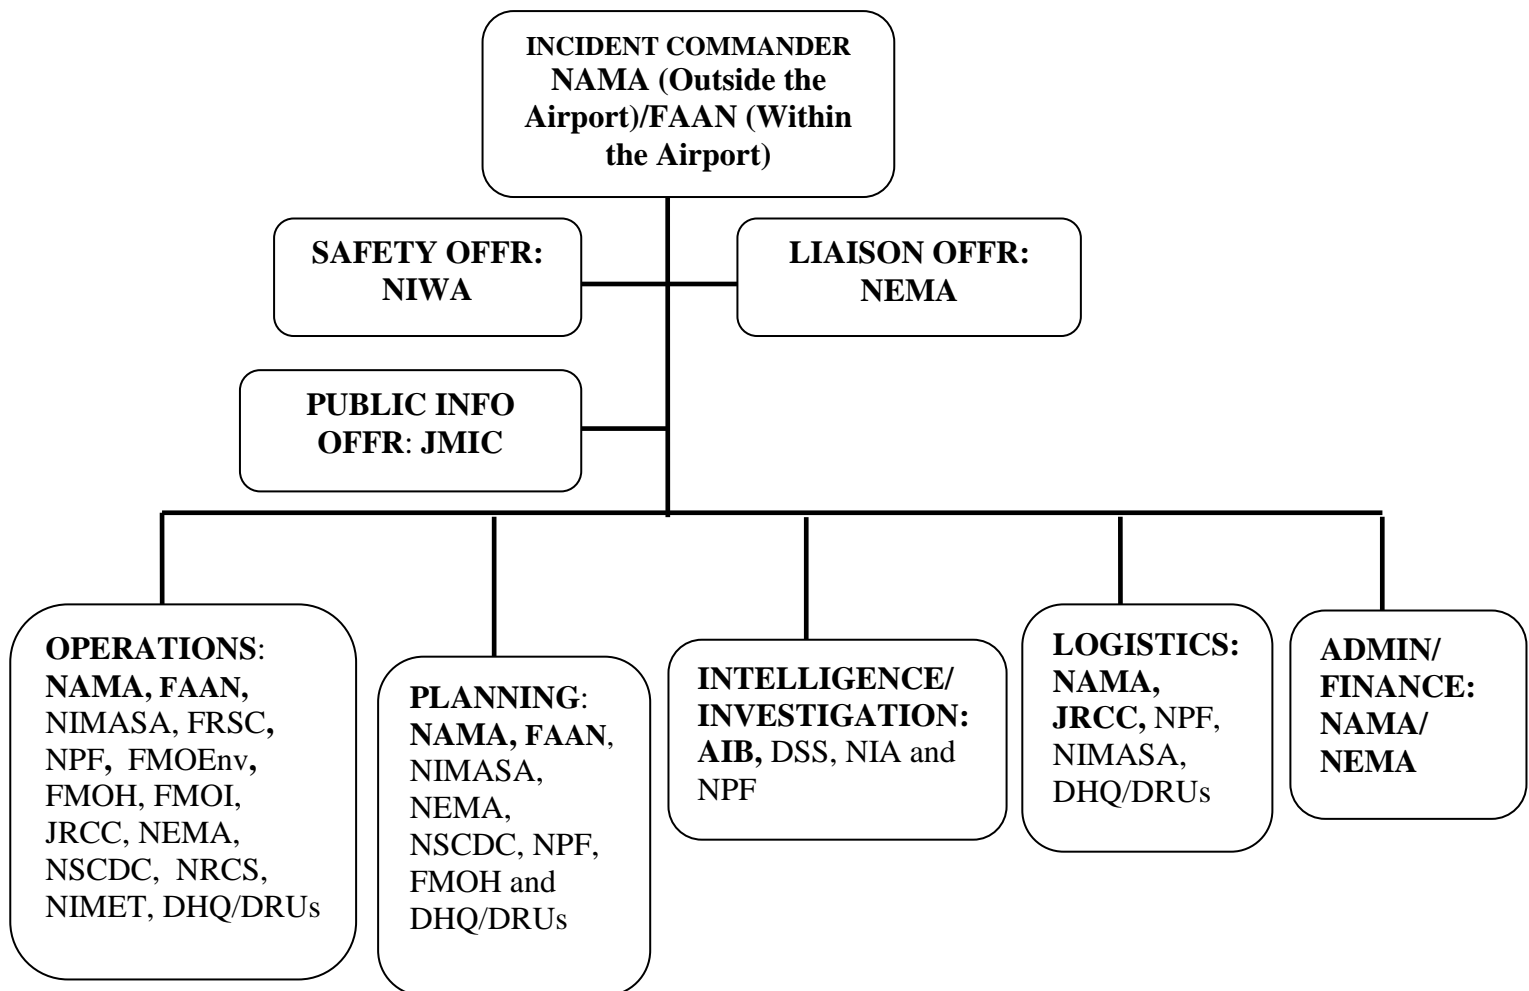 INCIDENT COMMANDER
NAMA (Outside the
Airport)/FAAN (Within
the Airport)
SAFETY OFFR:
NIWA
LIAISON OFFR:
NEMA
PUBLIC INFO
OFFR: JMIC
OPERATIONS:
NAMA, FAAN,
NIMASA, FRSC,
NPF, FMOEnv,
FMOH, FMOI,
JRCC, NEMA,
NSCDC, NRCS,
NIMET, DHQ/DRUs
PLANNING:
NAMA, FAAN,
NIMASA,
NEMA,
NSCDC, NPF,
FMOH and
DHQ/DRUs
INTELLIGENCE/
INVESTIGATION:
AIB, DSS, NIA and
NPF
LOGISTICS:
NAMA,
JRCC, NPF,
NIMASA,
DHQ/DRUs
ADMIN/
FINANCE:
NAMA/
NEMA